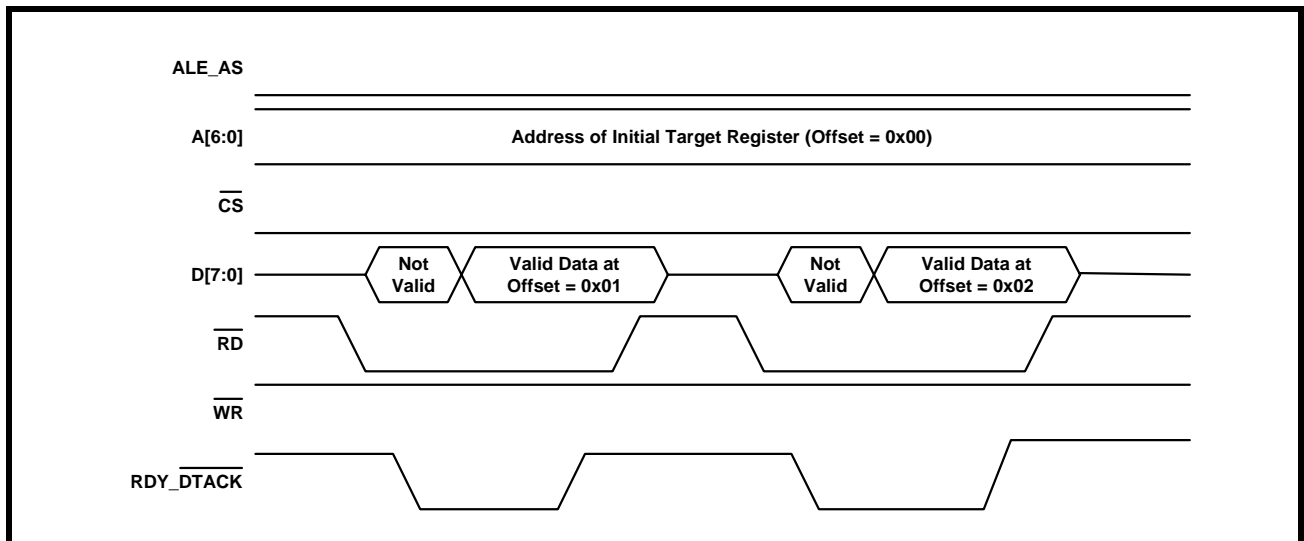 ALE_AS
A[6:0]
Address of Initial Target Register (Offset = 0x00)
CS
D[7:0]
Not
Valid
Valid Data at
Offset = 0x01
Not
Valid
Valid Data at
Offset = 0x02
RD
WR
RDY_DTACK